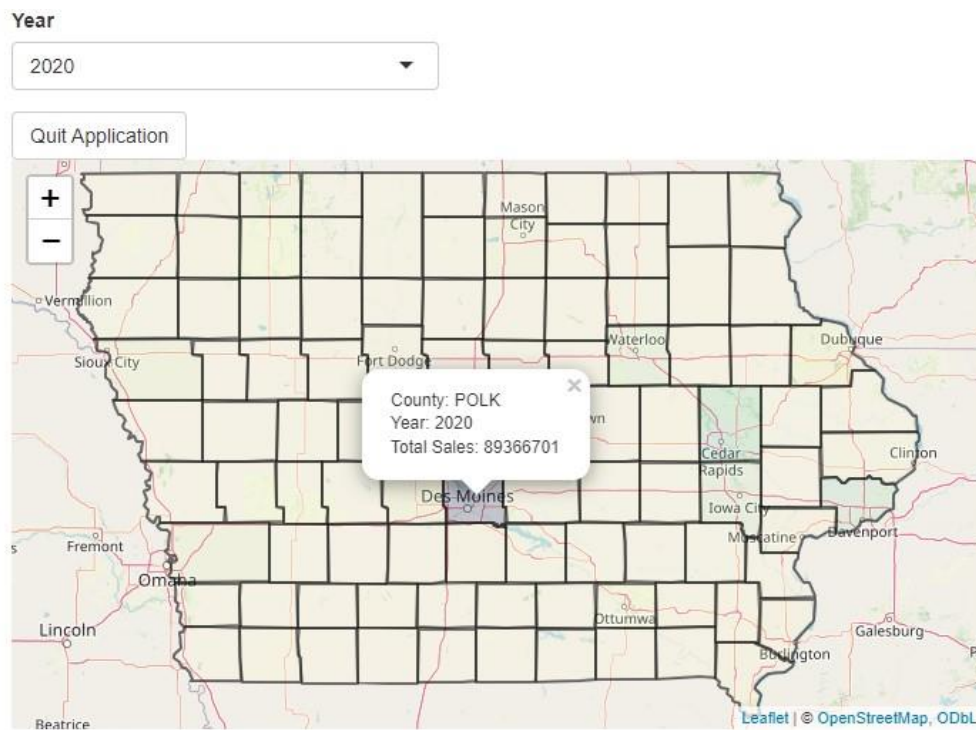 Year
2020
Quit Application
+
−
Mason
City
Vermillion
Sioux City
Fort Dodge
Waterloo
Dubuque
×
County: POLK
Year: 2020
Total Sales: 89366701
wn
Cedar
Rapids
Clinton
Des Moines
Iowa City
Muscatine
Davenport
s
Fremont
Omaha
Lincoln
Ottumwa
Galesburg
P
Burlington
Beatrice
Leaflet | © OpenStreetMap, ODbL